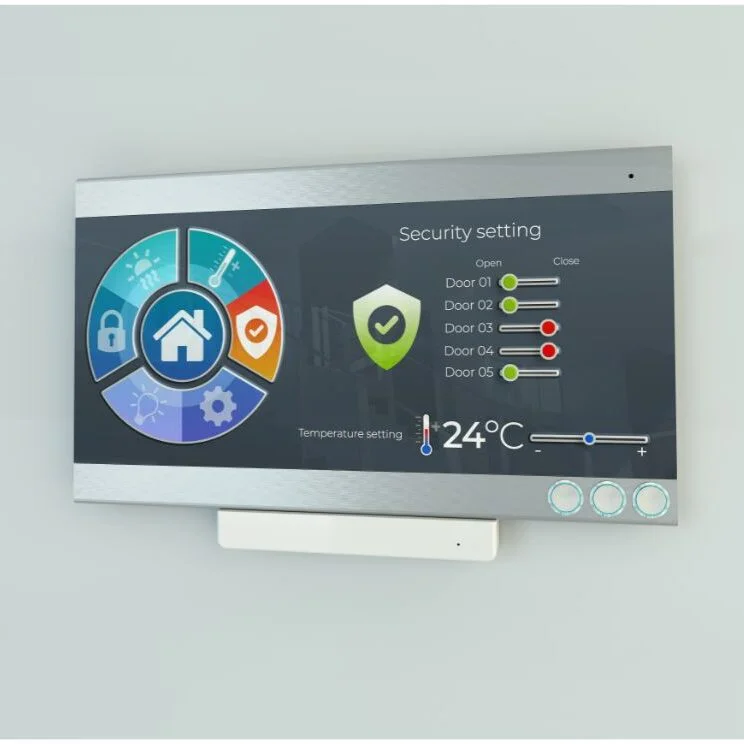 Security setting
Open Close
Door 01
Door 02
Door 03
Door 04
Door 05
Temperature setting 24°C
- +